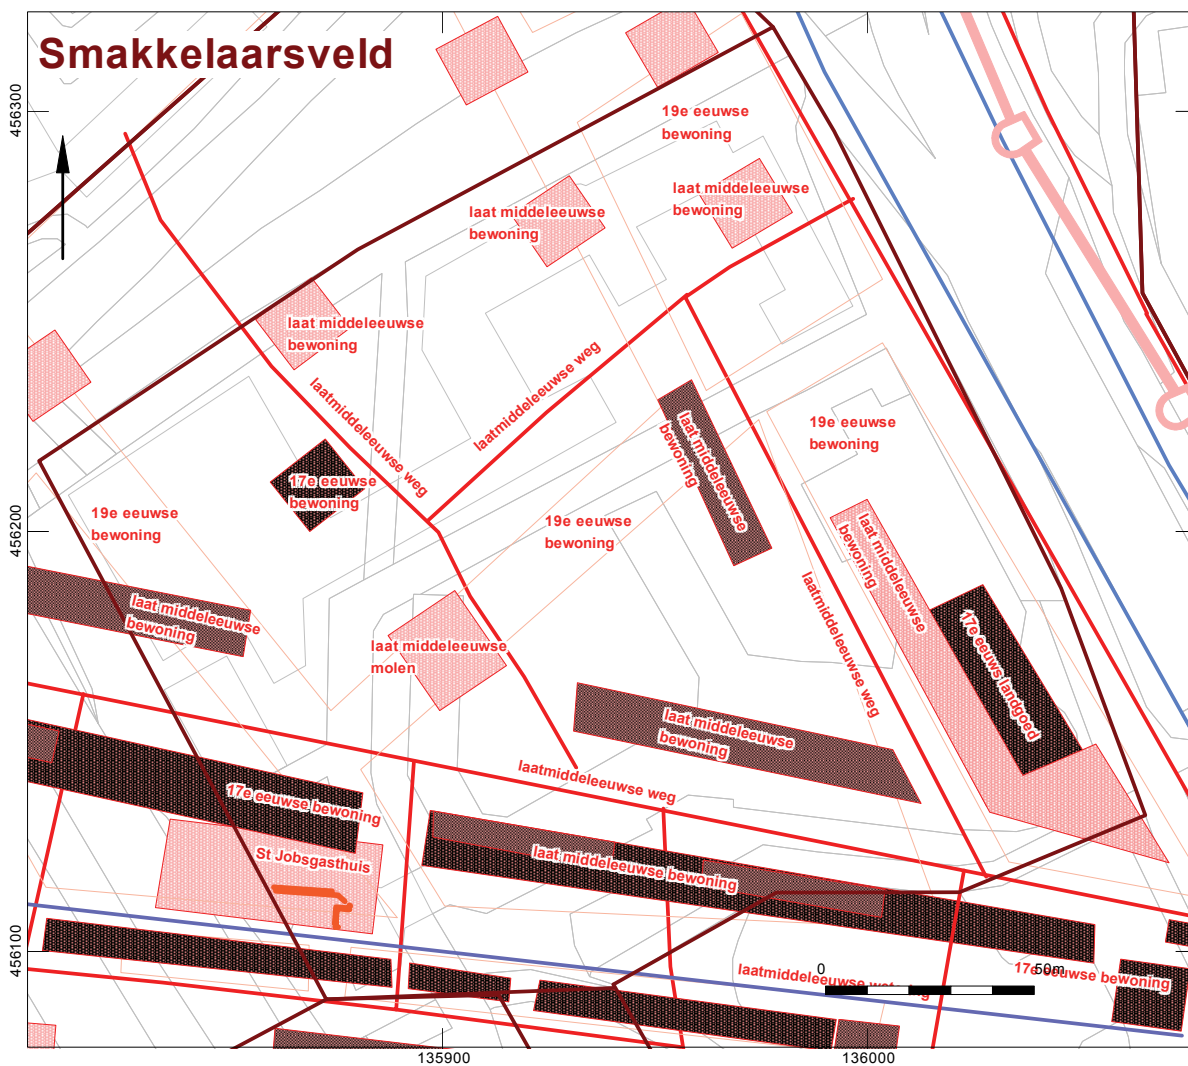 Smakkelaarsveld
456300
19e eeuwse
bewoning
laat middeleeuwse
bewoning
laat middeleeuwse
bewoning
laat middeleeuwse
bewoning
laatmiddeleeuwse weg
laatmiddeleeuwse weg
laat middeleeuwse
bewoning
19e eeuwse
bewoning
17e eeuwse
bewoning
456200
19e eeuwse
bewoning
19e eeuwse
bewoning
laat middeleeuwse
bewoning
laat middeleeuwse
bewoning
laatmiddeleeuwse weg
17e eeuws landgoed
laat middeleeuwse
molen
laat middeleeuwse
bewoning
laatmiddeleeuwse weg
17e eeuwse bewoning
St Jobsgasthuis
laat middeleeuwse bewoning
456100
0
50m
laatmiddeleeuwse
17e eeuwse bewoning
135900
136000